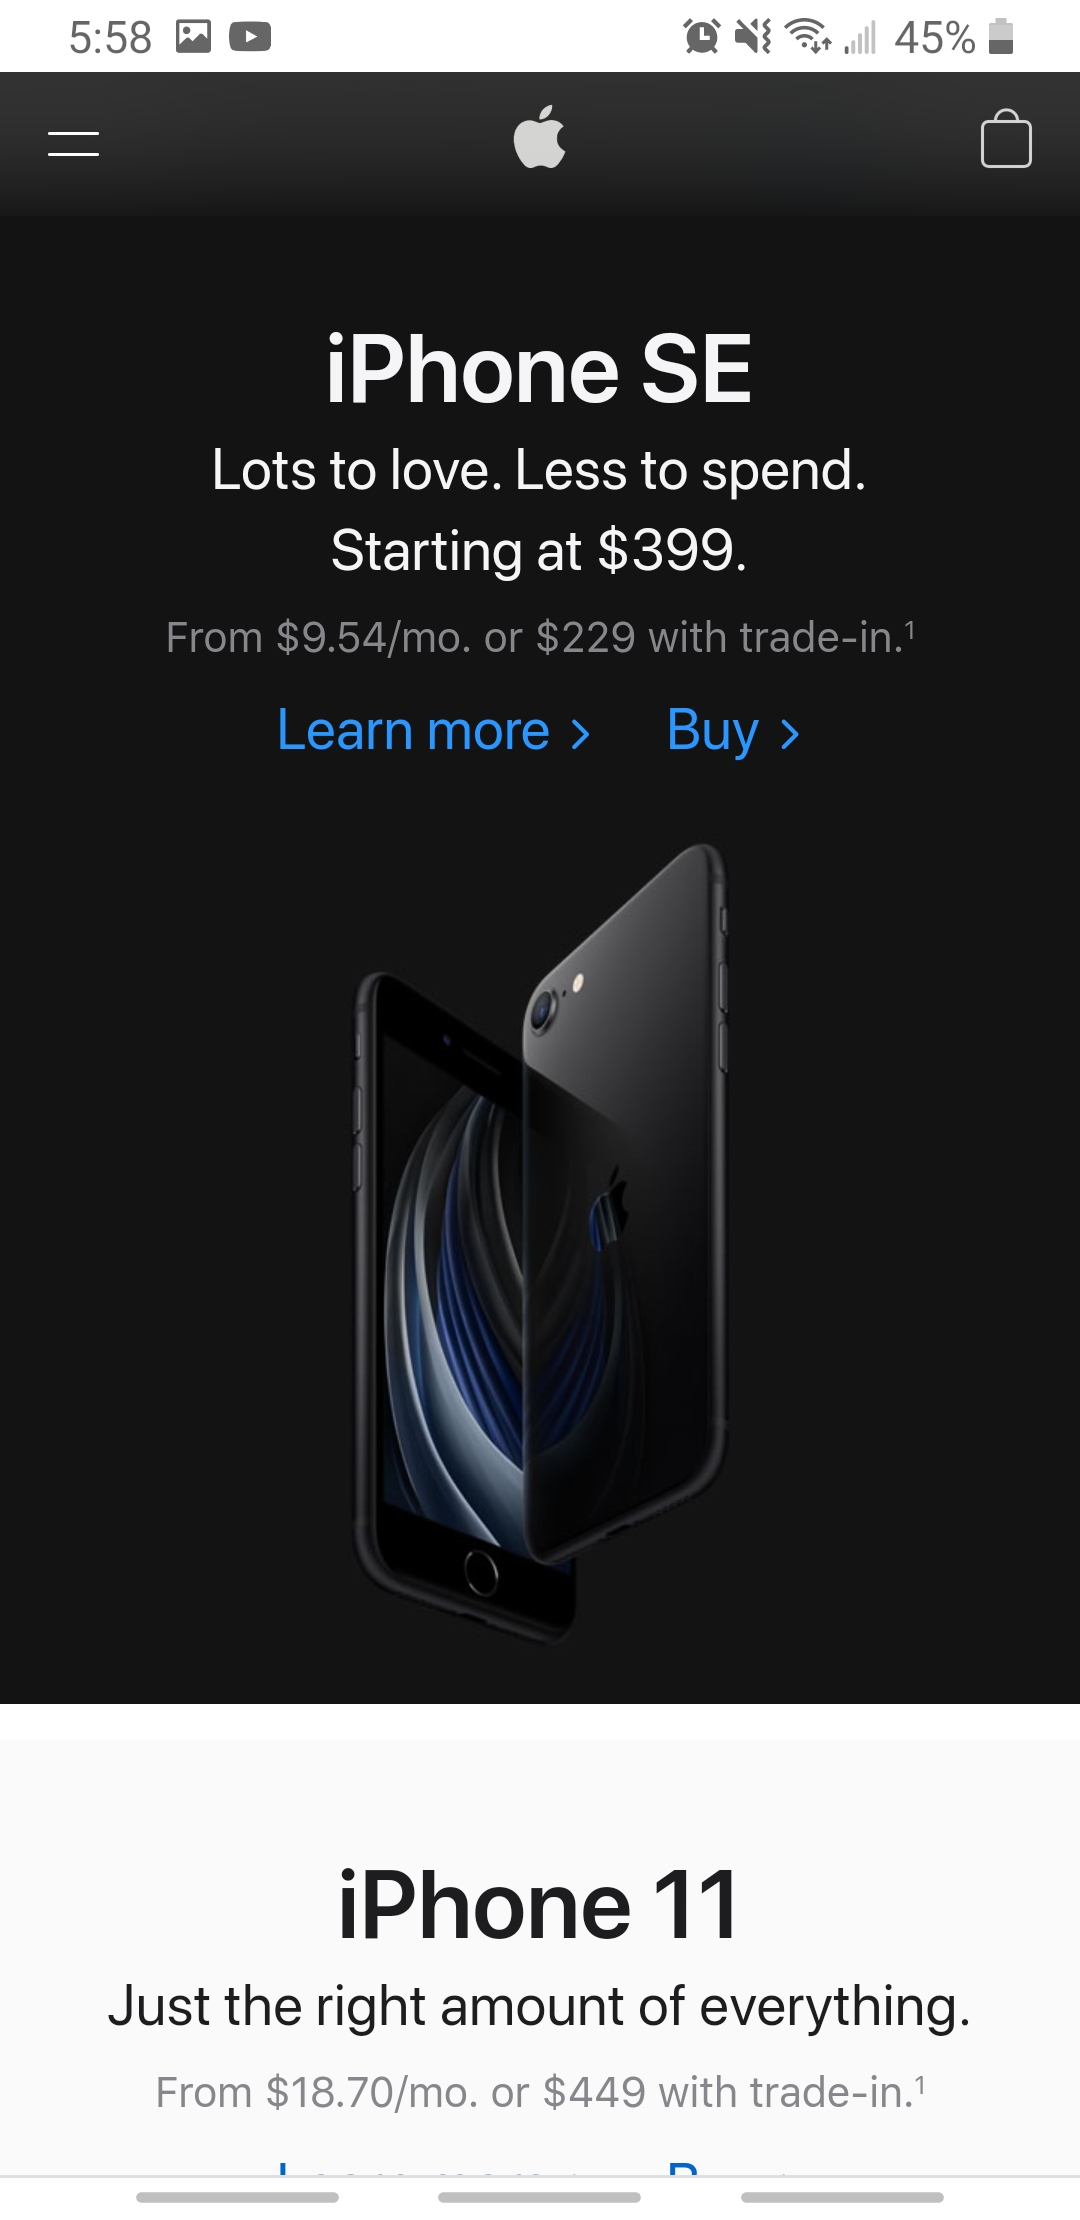 5:58 45%
iPhone SE
Lots to love. Less to spend.
Starting at $399.
From $9.54/mo. or $229 with trade-in.¹
Learn more > Buy >
iPhone 11
Just the right amount of everything.
From $18.70/mo. or $449 with trade-in.¹